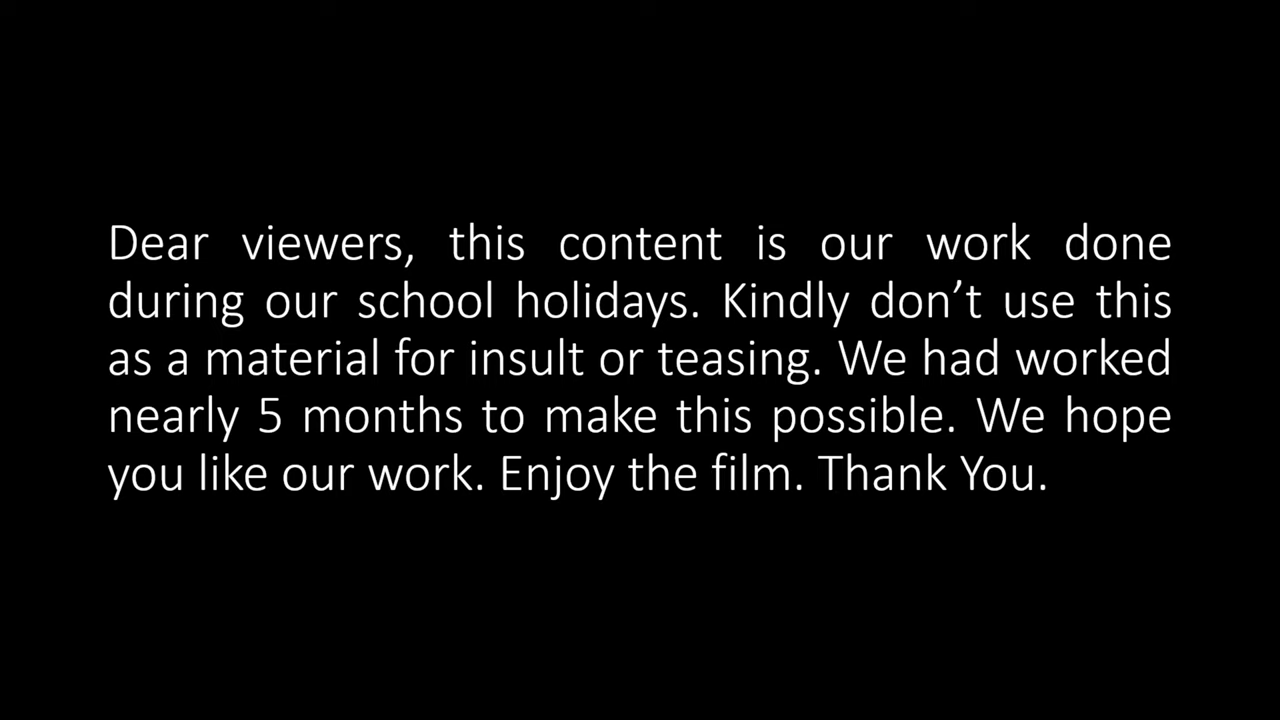 Dear viewers, this content is our work done
during our school holidays. Kindly don’t use this
as a material for insult or teasing. We had worked
nearly 5 months to make this possible. We hope
you like our work. Enjoy the film. Thank You.